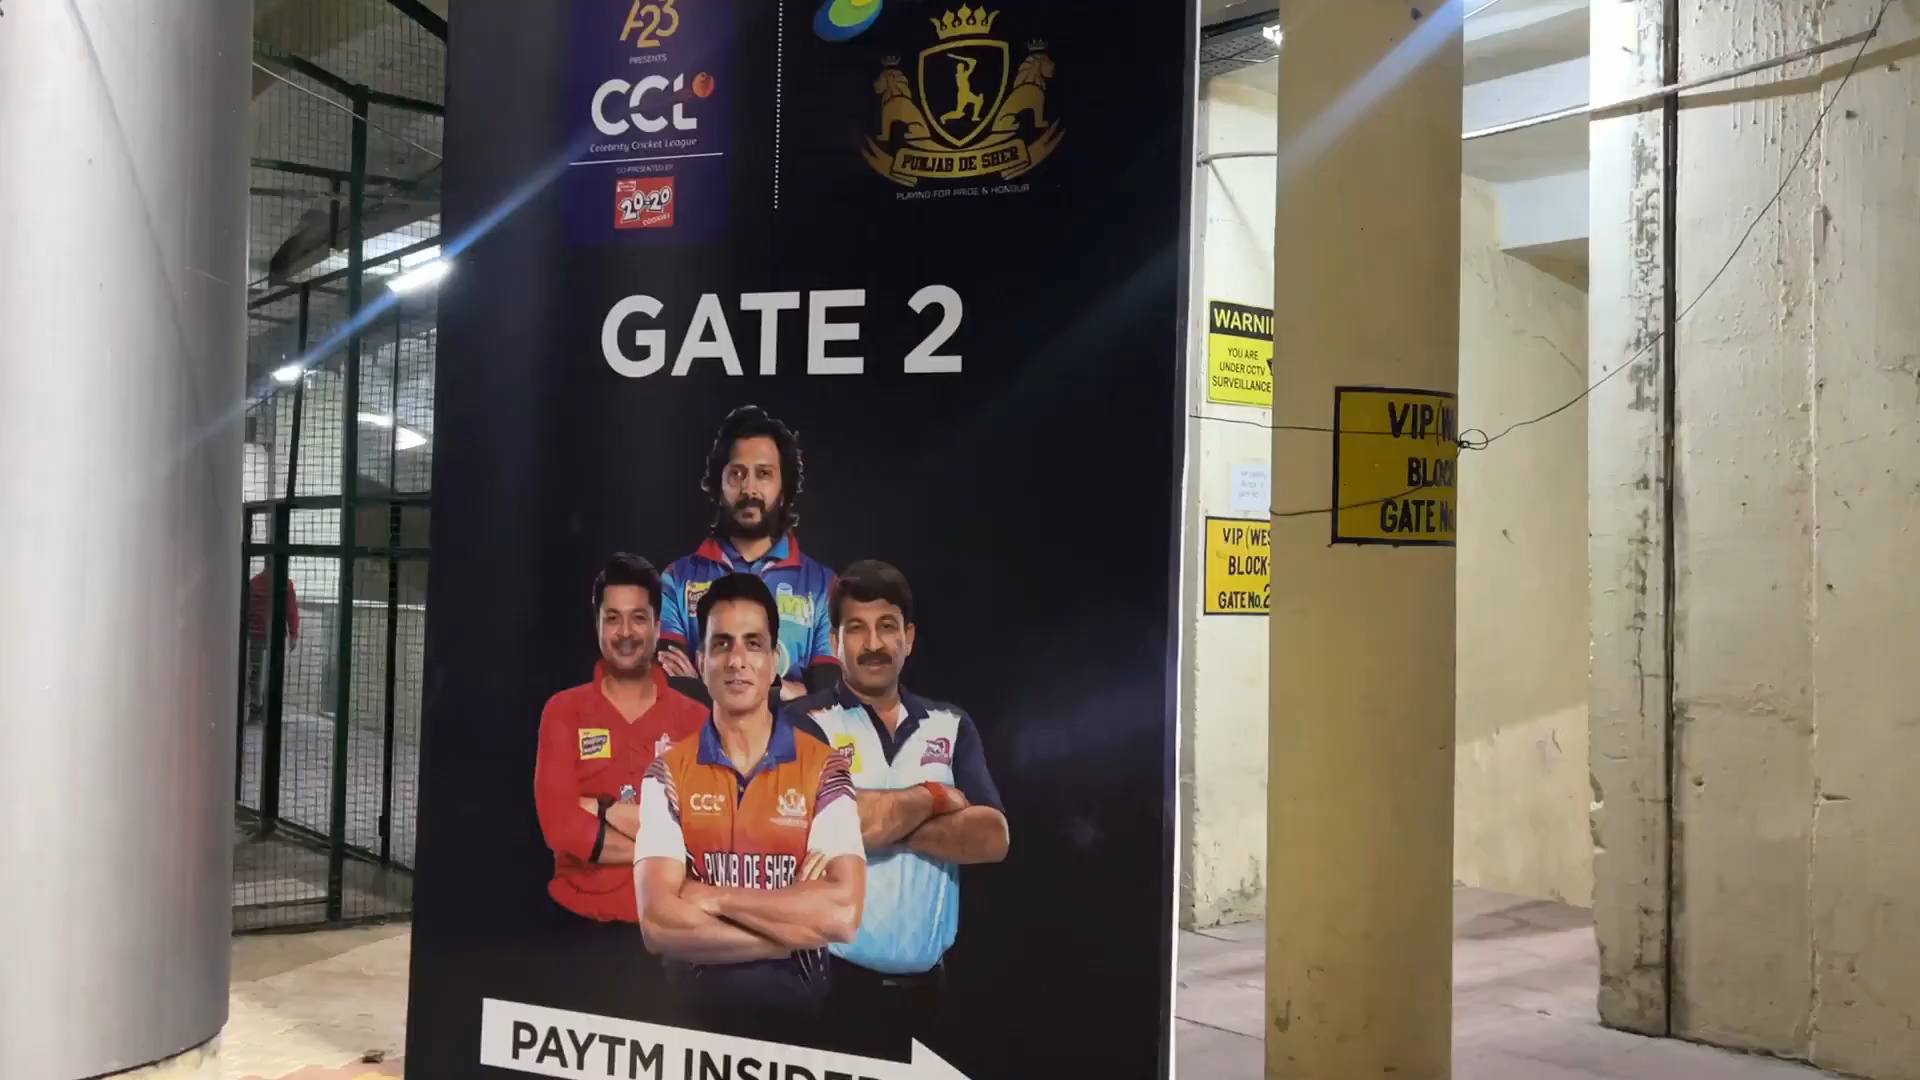 A23
PRESENTS
CCL
Celebrity Cricket League
CO-PRESENTED BY
20-20
COOKIES
PUNJAB DE SHER
PLAYING FOR PRIDE & HONOUR
GATE 2
CCL
PUNJAB DE SHER
PAYTM INSIDER
WARNI
YOU ARE
UNDER CCTV
SURVEILLANCE
VIP (WES
BLOCK-
GATE No. 2
VIP (W
BLOCK
GATE No.